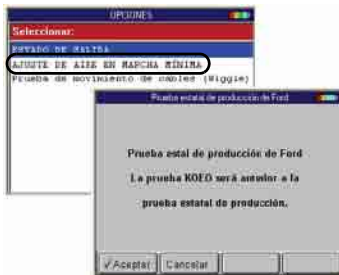 OPCIONES
Seleccionar:
ESTADO DE SALIDA
AJUSTE DE AIRE EN MARCHA MÍNIMA
Prueba de movimiento de cables (Wiggle)
Prueba estatal de producción de Ford
Prueba estal de producción de Ford
La prueba KOEO será anterior a la
prueba estatal de producción.
Aceptar
Cancelar